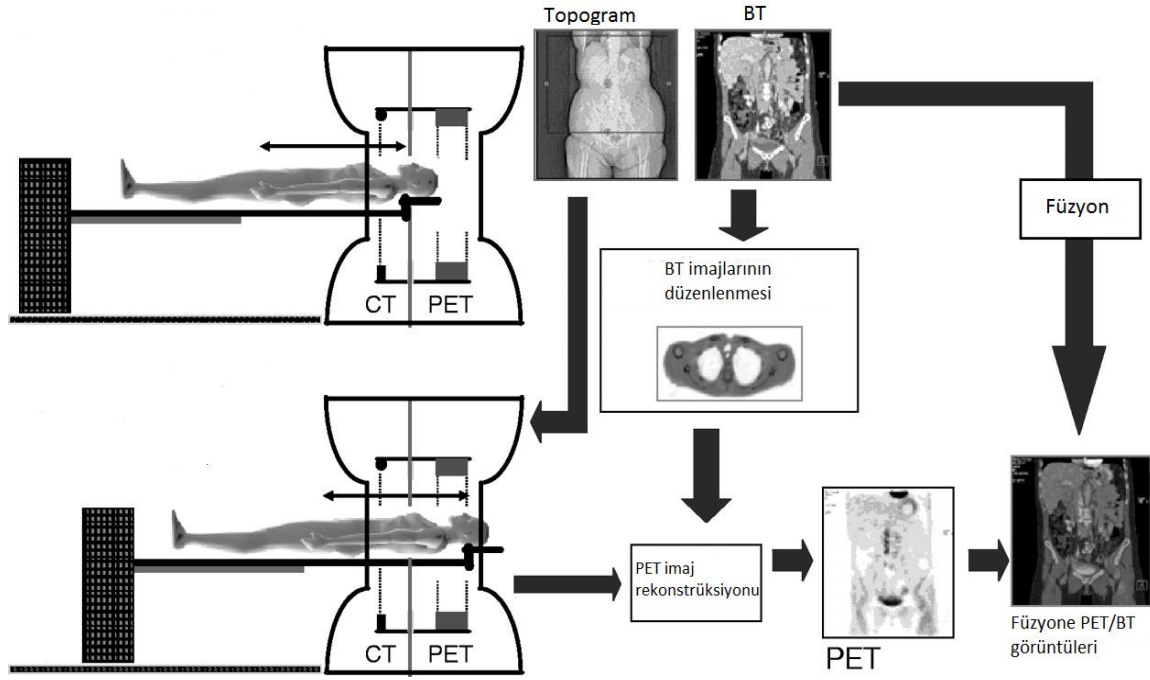 Topogram
BT
CT
PET
Füzyon
BT imajlarının
düzenlenmesi
CT
PET
PET imaj
rekonstrüksiyonu
PET
Füzyone PET/BT
görüntüleri